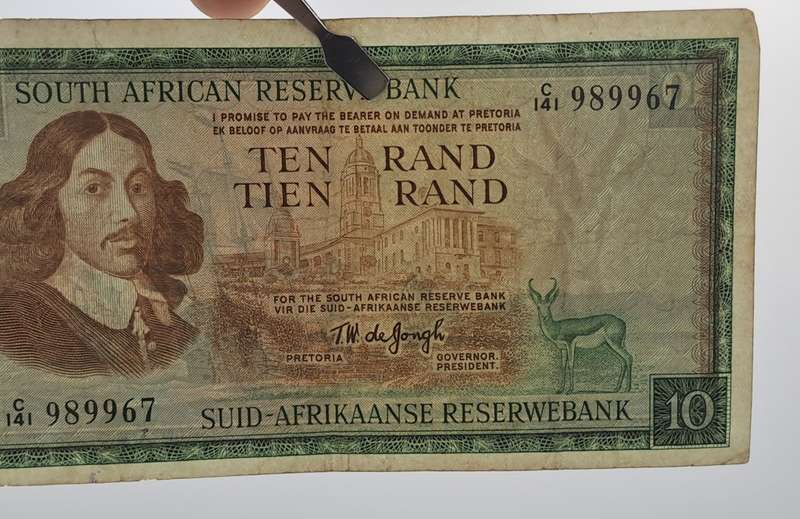 SOUTH AFRICAN RESERVE BANK
C/141 989967
I PROMISE TO PAY THE BEARER ON DEMAND AT PRETORIA
EK BELOOF OP AANVRAAG TE BETAAL AAN TOONDER TE PRETORIA
TEN RAND
TIEN RAND
FOR THE SOUTH AFRICAN RESERVE BANK
VIR DIE SUID-AFRIKAANSE RESERWEBANK
T.W. de Jongh
PRETORIA GOVERNOR.
PRESIDENT.
C/141 989967
SUID-AFRIKAANSE RESERWEBANK
10